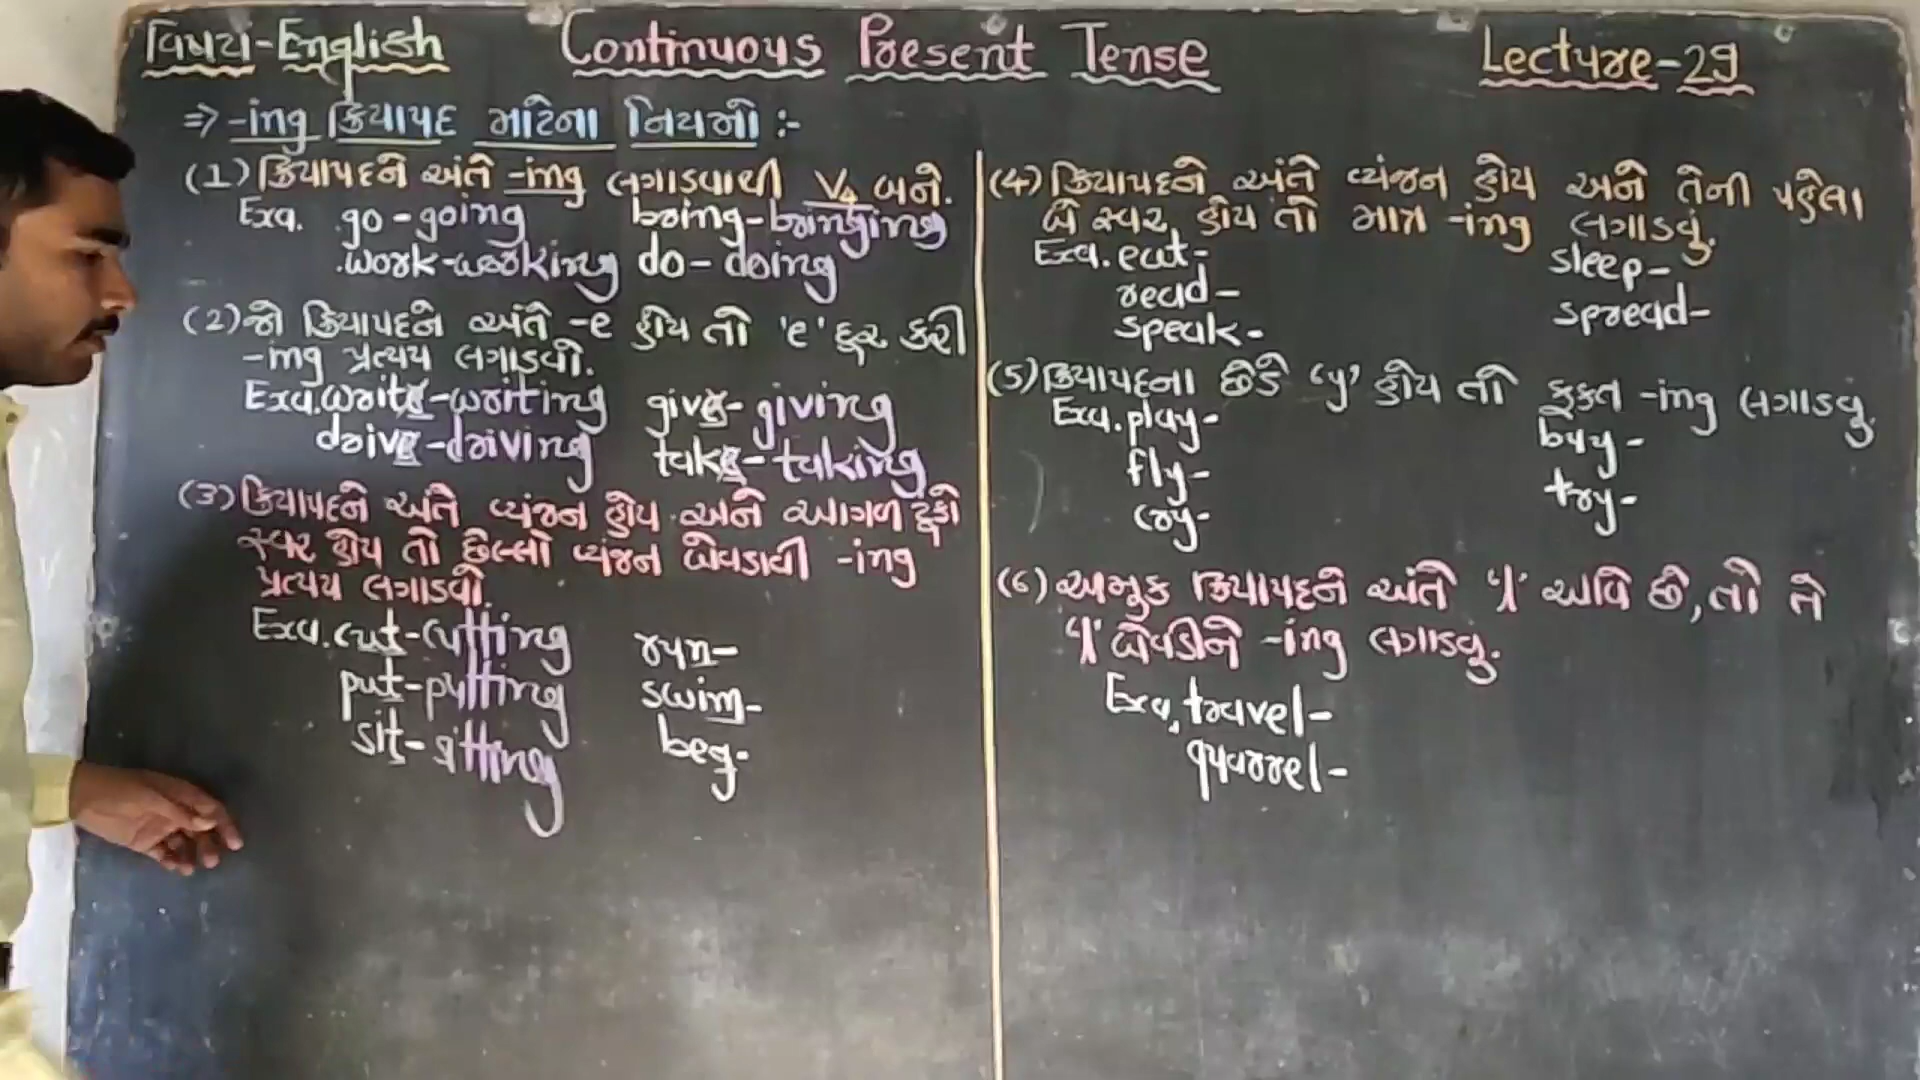 વિષય-English Continuous Present Tense Lecture-29
⇒ -ing ક્રિયાપદ માટેના નિયમો :-
(1) ક્રિયાપદને અંતે -ing લગાડવાથી V4 બને.
Exa. go - going bring - bringing
work - working do - doing
(2) જો ક્રિયાપદને અંતે -e હોય તો 'e' દૂર કરી
-ing પ્રત્યય લગાડવો.
Exa. write - writing give - giving
drive - driving take - taking
(3) ક્રિયાપદને અંતે વ્યંજન હોય અને આગળ ટૂંકો
સ્વર હોય તો છેલ્લો વ્યંજન બેવડાવી -ing
પ્રત્યય લગાડવો.
Exa. cut - cutting run -
put - putting swim -
sit - sitting beg -
(4) ક્રિયાપદને અંતે વ્યંજન હોય અને તેની પહેલા
બે સ્વર હોય તો માત્ર -ing લગાડવું.
Exa. eat - sleep -
read - spread -
speak -
(5) ક્રિયાપદના છેડે 'y' હોય તો ફક્ત -ing લગાડવુ.
Exa. play - buy -
fly - try -
cry -
(6) અમુક ક્રિયાપદને અંતે 'l' આવે છે, તો તે
'l' બેવડીને -ing લગાડવુ.
Exa. travel -
quarrel -